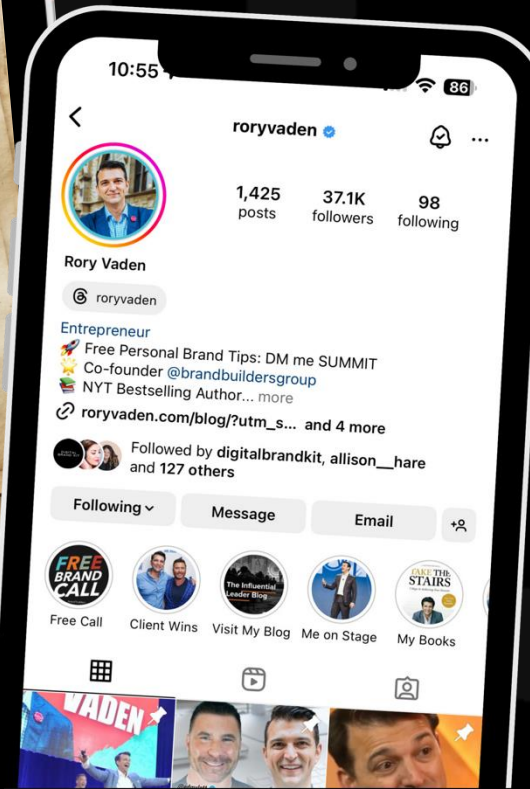 10:55
86
roryvaden
1,425 37.1K 98
posts followers following
Rory Vaden
roryvaden
Entrepreneur
🚀 Free Personal Brand Tips: DM me SUMMIT
🌟 Co-founder @brandbuildersgroup
📚 NYT Bestselling Author... more
roryvaden.com/blog/?utm_s... and 4 more
Followed by digitalbrandkit, allison__hare
and 127 others
Following Message Email
FREE
BRAND
CALL
The Influential
Leader Blog
TAKE THE
STAIRS
Free Call Client Wins Visit My Blog Me on Stage My Books
VADEN